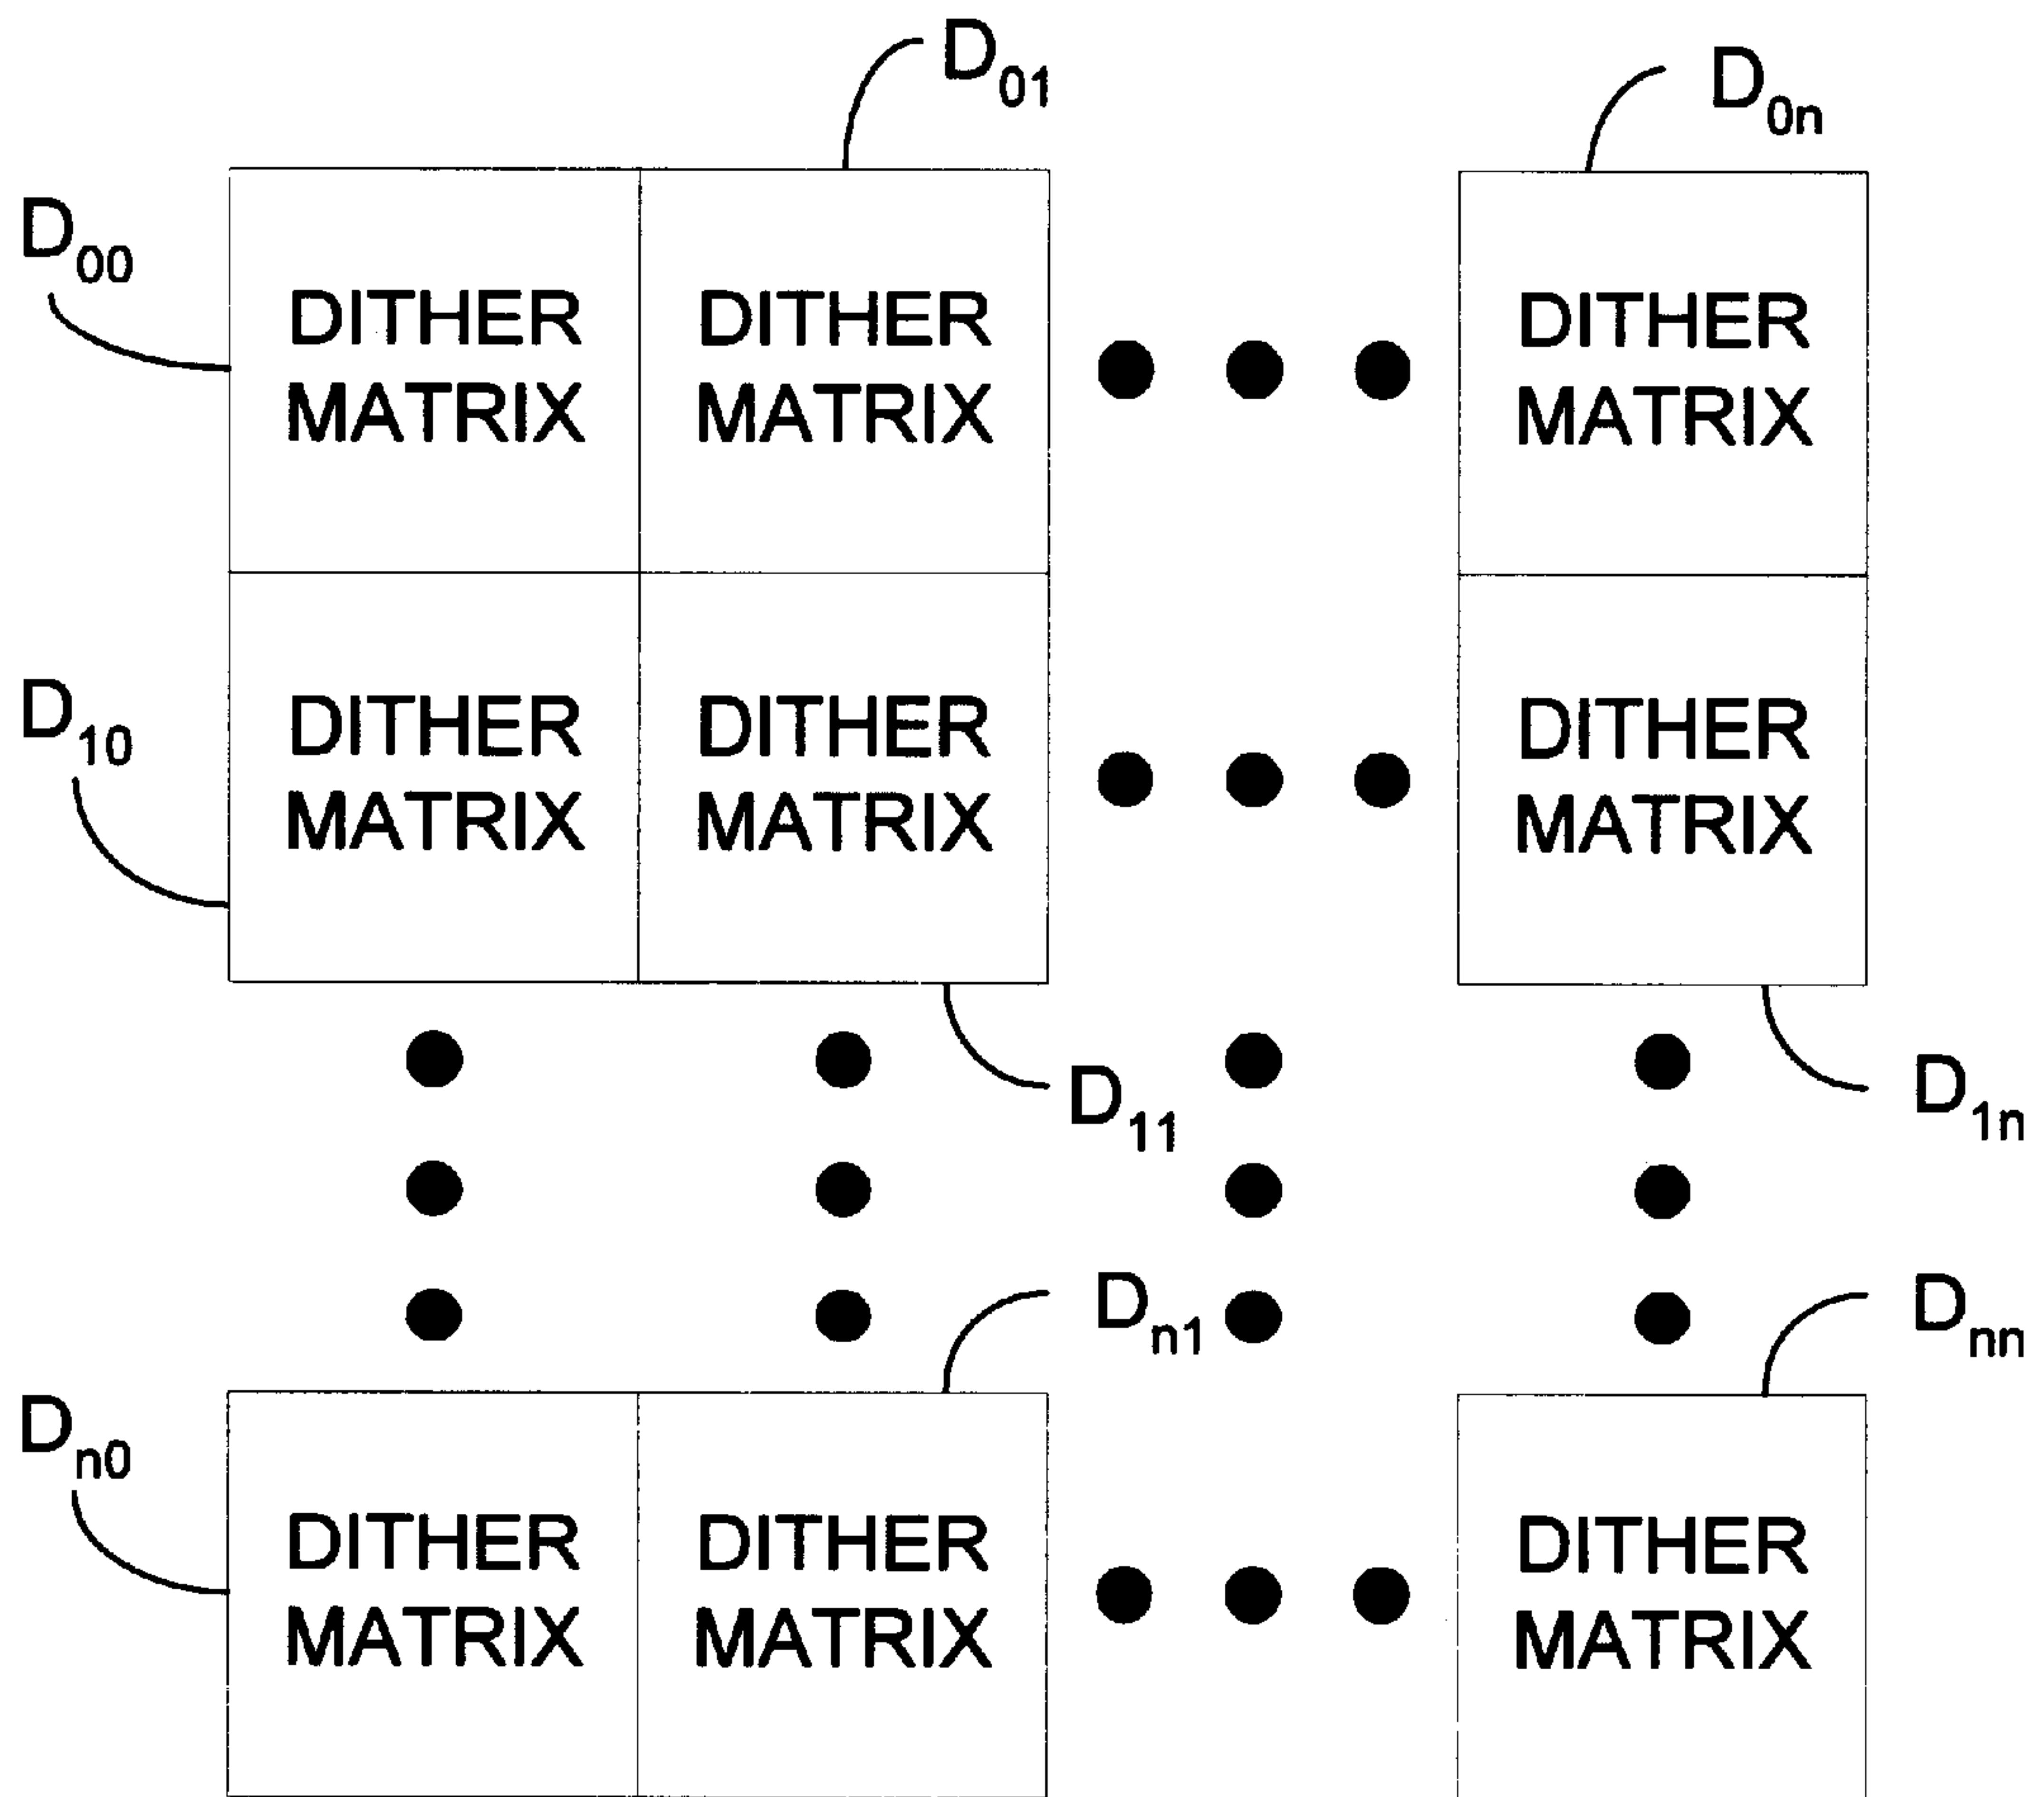 D01
D0n
D00
DITHER MATRIX
DITHER MATRIX
DITHER MATRIX
D10
DITHER MATRIX
DITHER MATRIX
DITHER MATRIX
D11
D1n
Dn1
Dnn
Dn0
DITHER MATRIX
DITHER MATRIX
DITHER MATRIX